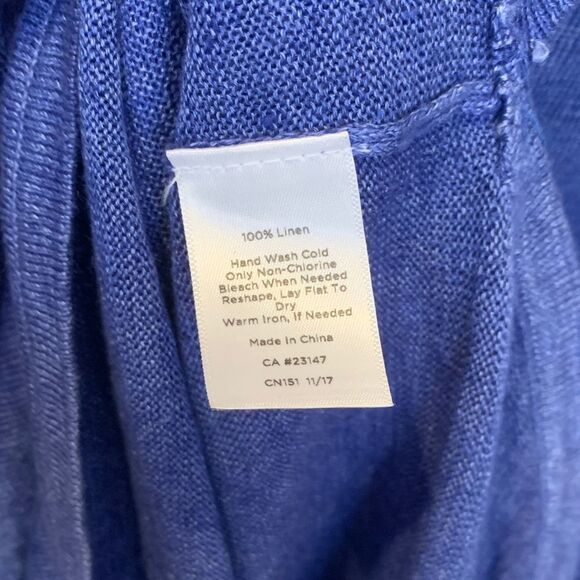 100% Linen
Hand Wash Cold
Only Non-Chlorine
Bleach When Needed
Reshape, Lay Flat To
Dry
Warm Iron, If Needed
Made In China
CA #23147
CN151 11/17